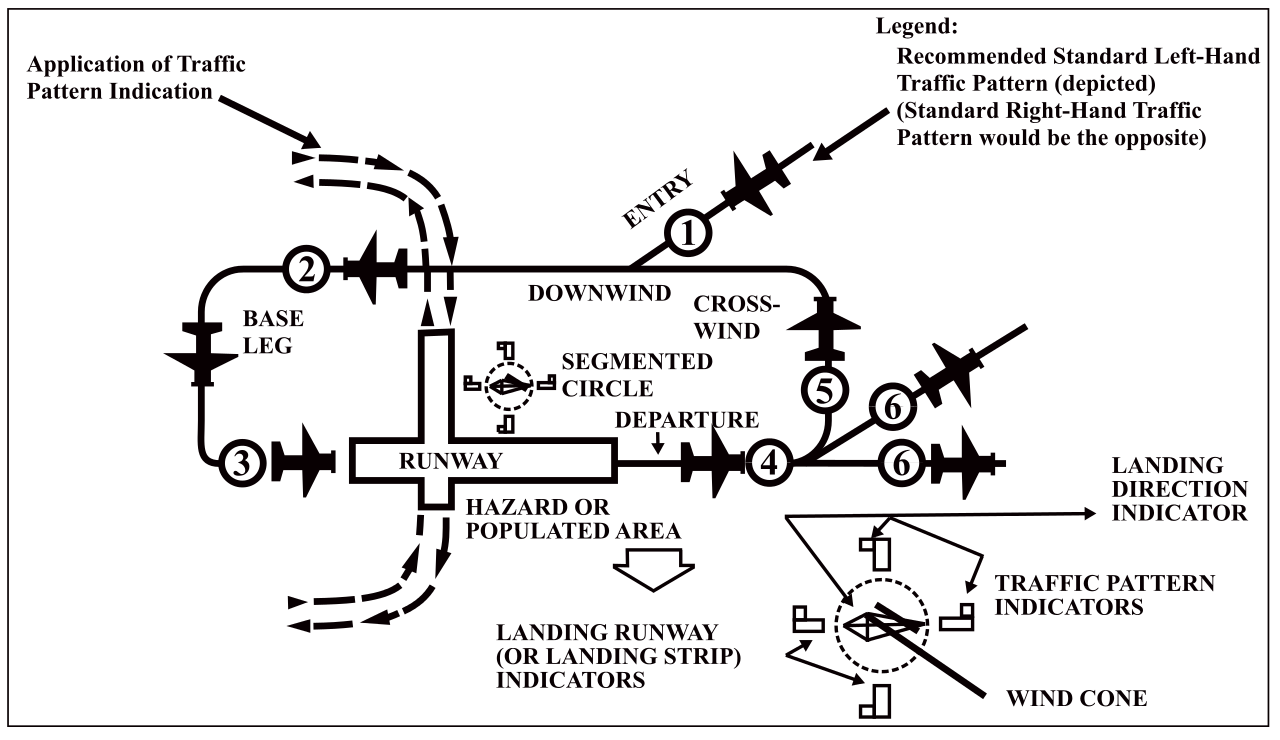 Legend:
Recommended Standard Left-Hand
Traffic Pattern (depicted)
(Standard Right-Hand Traffic
Pattern would be the opposite)
Application of Traffic
Pattern Indication
ENTRY
1
2
DOWNWIND
CROSS-
WIND
BASE
LEG
SEGMENTED
CIRCLE
5
6
DEPARTURE
3
RUNWAY
4
6
HAZARD OR
POPULATED AREA
LANDING
DIRECTION
INDICATOR
TRAFFIC PATTERN
INDICATORS
LANDING RUNWAY
(OR LANDING STRIP)
INDICATORS
WIND CONE